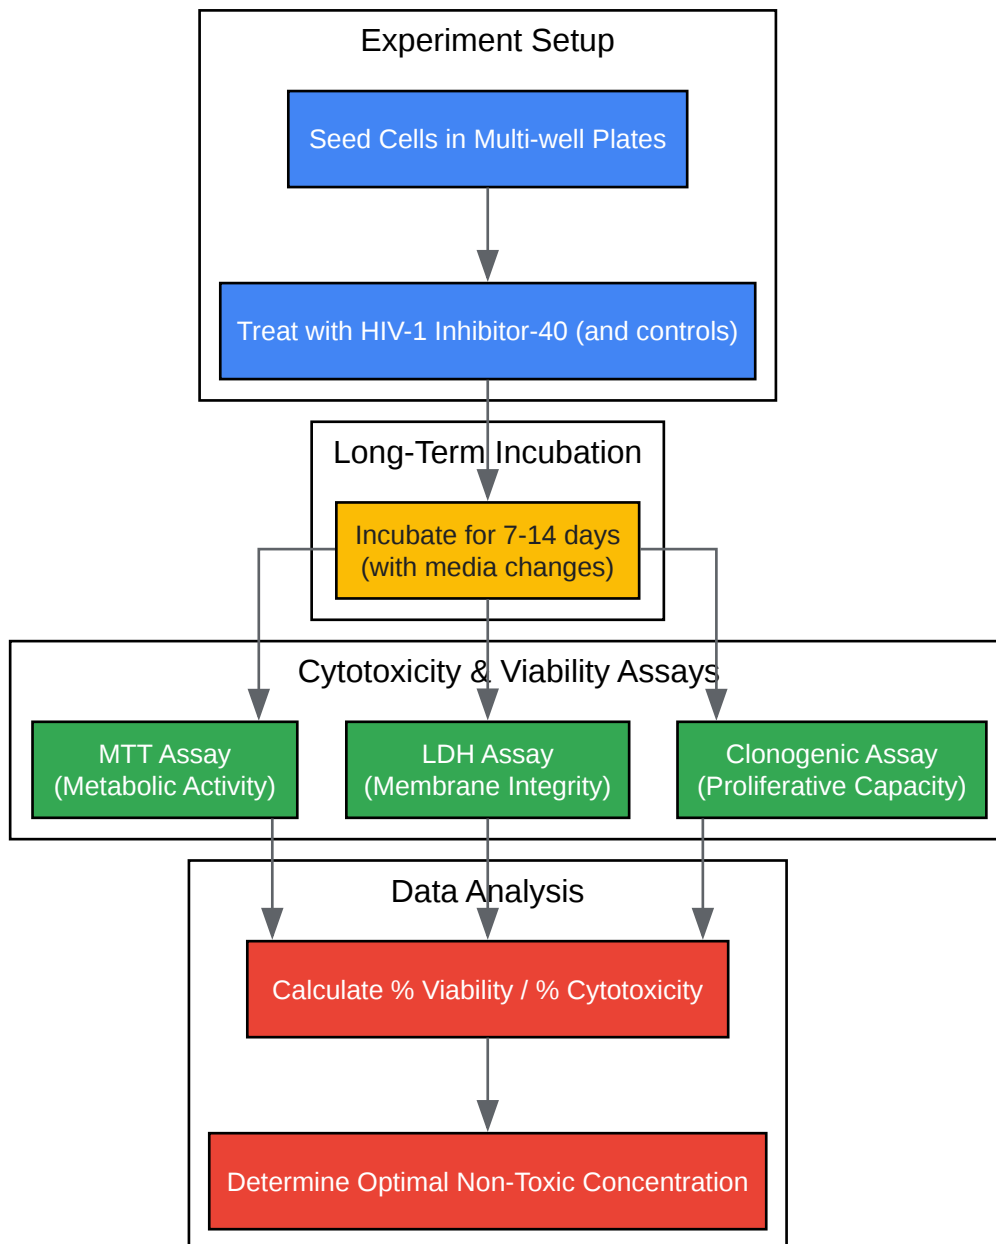 Experiment Setup
Seed Cells in Multi-well Plates
Treat with HIV-1 Inhibitor-40 (and controls)
Long-Term Incubation
Incubate for 7-14 days
(with media changes)
Cytotoxicity & Viability Assays
MTT Assay
(Metabolic Activity)
LDH Assay
(Membrane Integrity)
Clonogenic Assay
(Proliferative Capacity)
Data Analysis
Calculate % Viability / % Cytotoxicity
Determine Optimal Non-Toxic Concentration